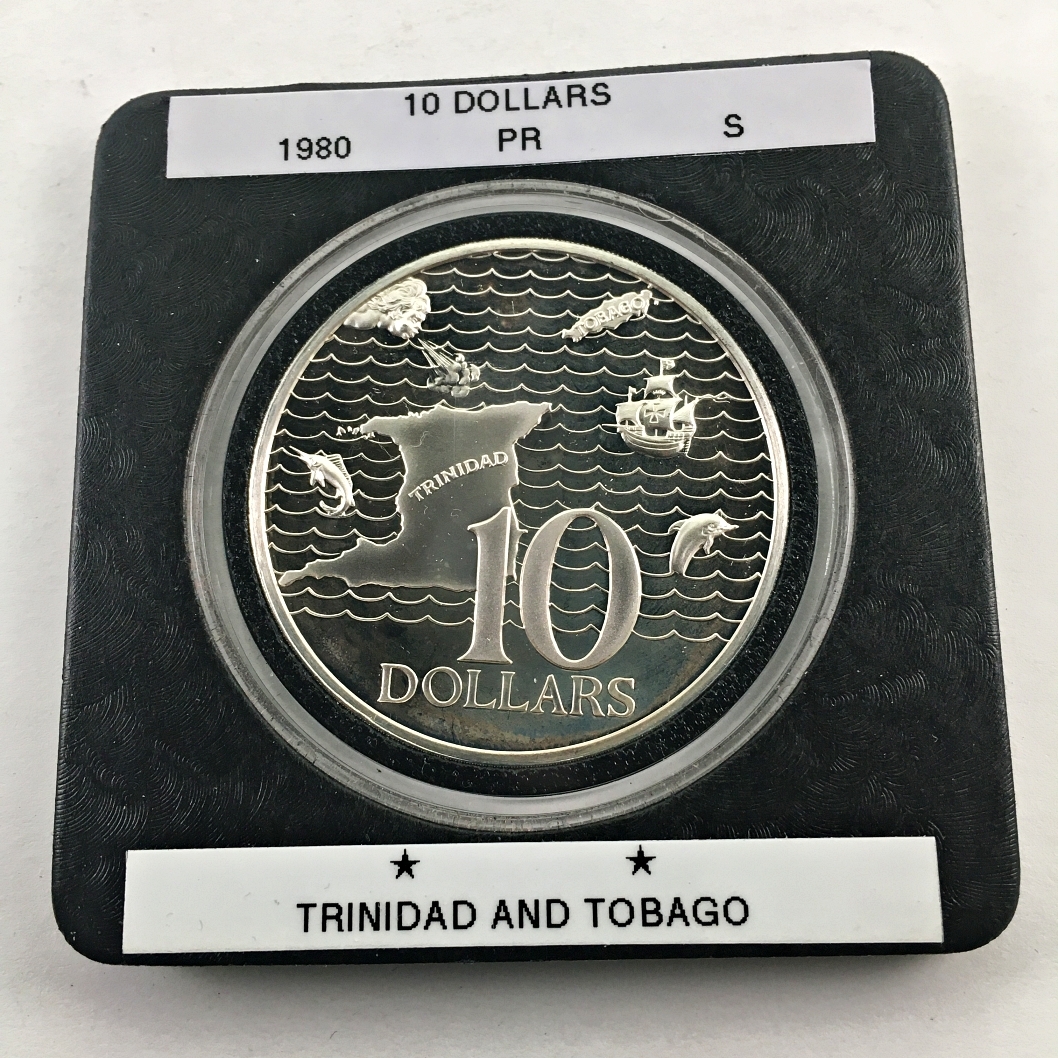 10 DOLLARS
1980 PR S
TOBAGO
TRINIDAD
10
DOLLARS
★ ★
TRINIDAD AND TOBAGO